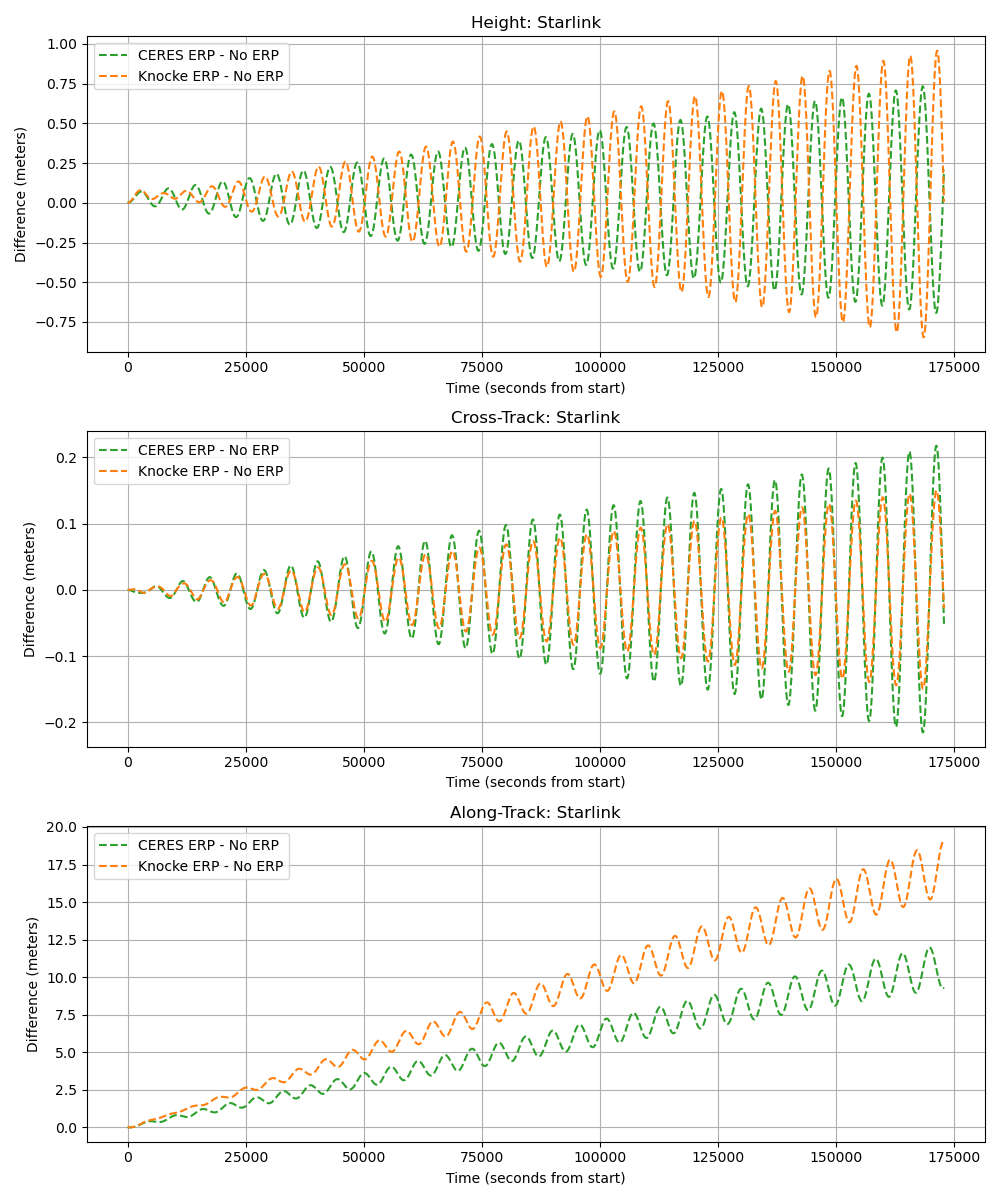 Height: Starlink
CERES ERP - No ERP
Knocke ERP - No ERP
Difference (meters)
1.00
0.75
0.50
0.25
0.00
−0.25
−0.50
−0.75
0 25000 50000 75000 100000 125000 150000 175000
Time (seconds from start)
Cross-Track: Starlink
CERES ERP - No ERP
Knocke ERP - No ERP
Difference (meters)
0.2
0.1
0.0
−0.1
−0.2
0 25000 50000 75000 100000 125000 150000 175000
Time (seconds from start)
Along-Track: Starlink
CERES ERP - No ERP
Knocke ERP - No ERP
Difference (meters)
20.0
17.5
15.0
12.5
10.0
7.5
5.0
2.5
0.0
0 25000 50000 75000 100000 125000 150000 175000
Time (seconds from start)